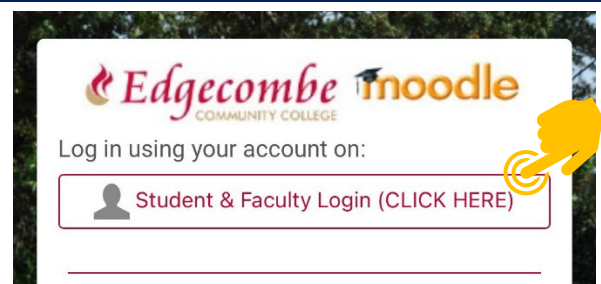 Edgecombe moodle
COMMUNITY COLLEGE
Log in using your account on:
Student & Faculty Login (CLICK HERE)